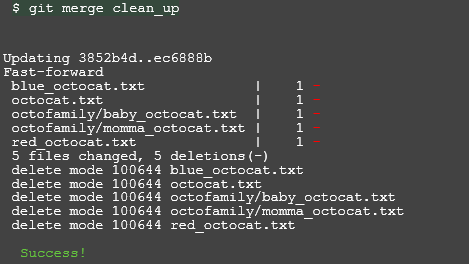 $ git merge clean_up
Updating 3852b4d..ec6888b
Fast-forward
blue_octocat.txt | 1 -
octocat.txt | 1 -
octofamily/baby_octocat.txt | 1 -
octofamily/momma_octocat.txt | 1 -
red_octocat.txt | 1 -
5 files changed, 5 deletions(-)
delete mode 100644 blue_octocat.txt
delete mode 100644 octocat.txt
delete mode 100644 octofamily/baby_octocat.txt
delete mode 100644 octofamily/momma_octocat.txt
delete mode 100644 red_octocat.txt
Success!